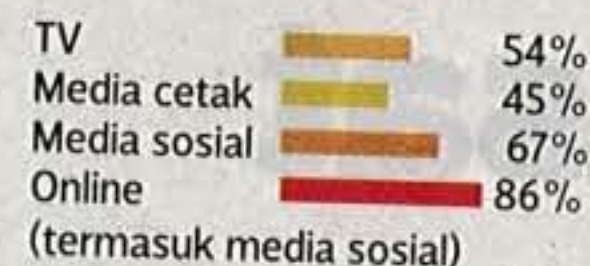 TV 54%
Media cetak 45%
Media sosial 67%
Online 86%
(termasuk media sosial)